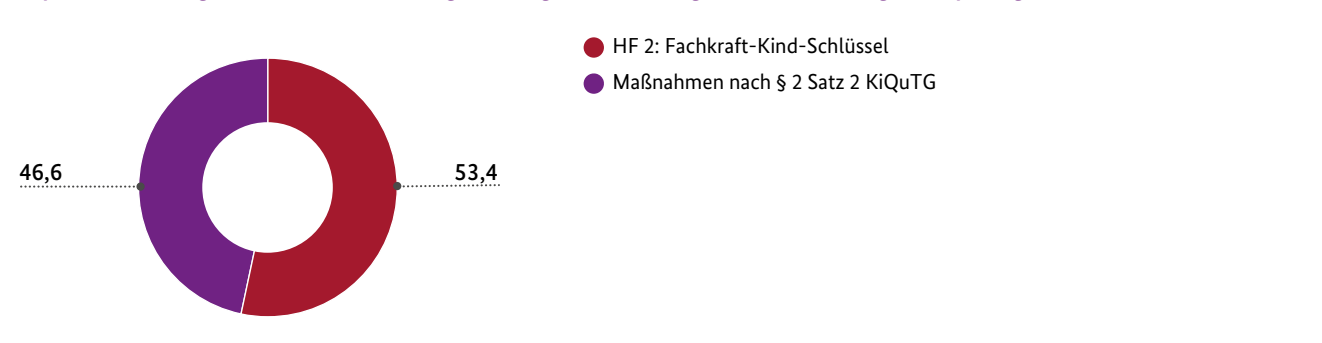 HF 2: Fachkraft-Kind-Schlüssel
Maßnahmen nach § 2 Satz 2 KiQuTG
46,6
53,4